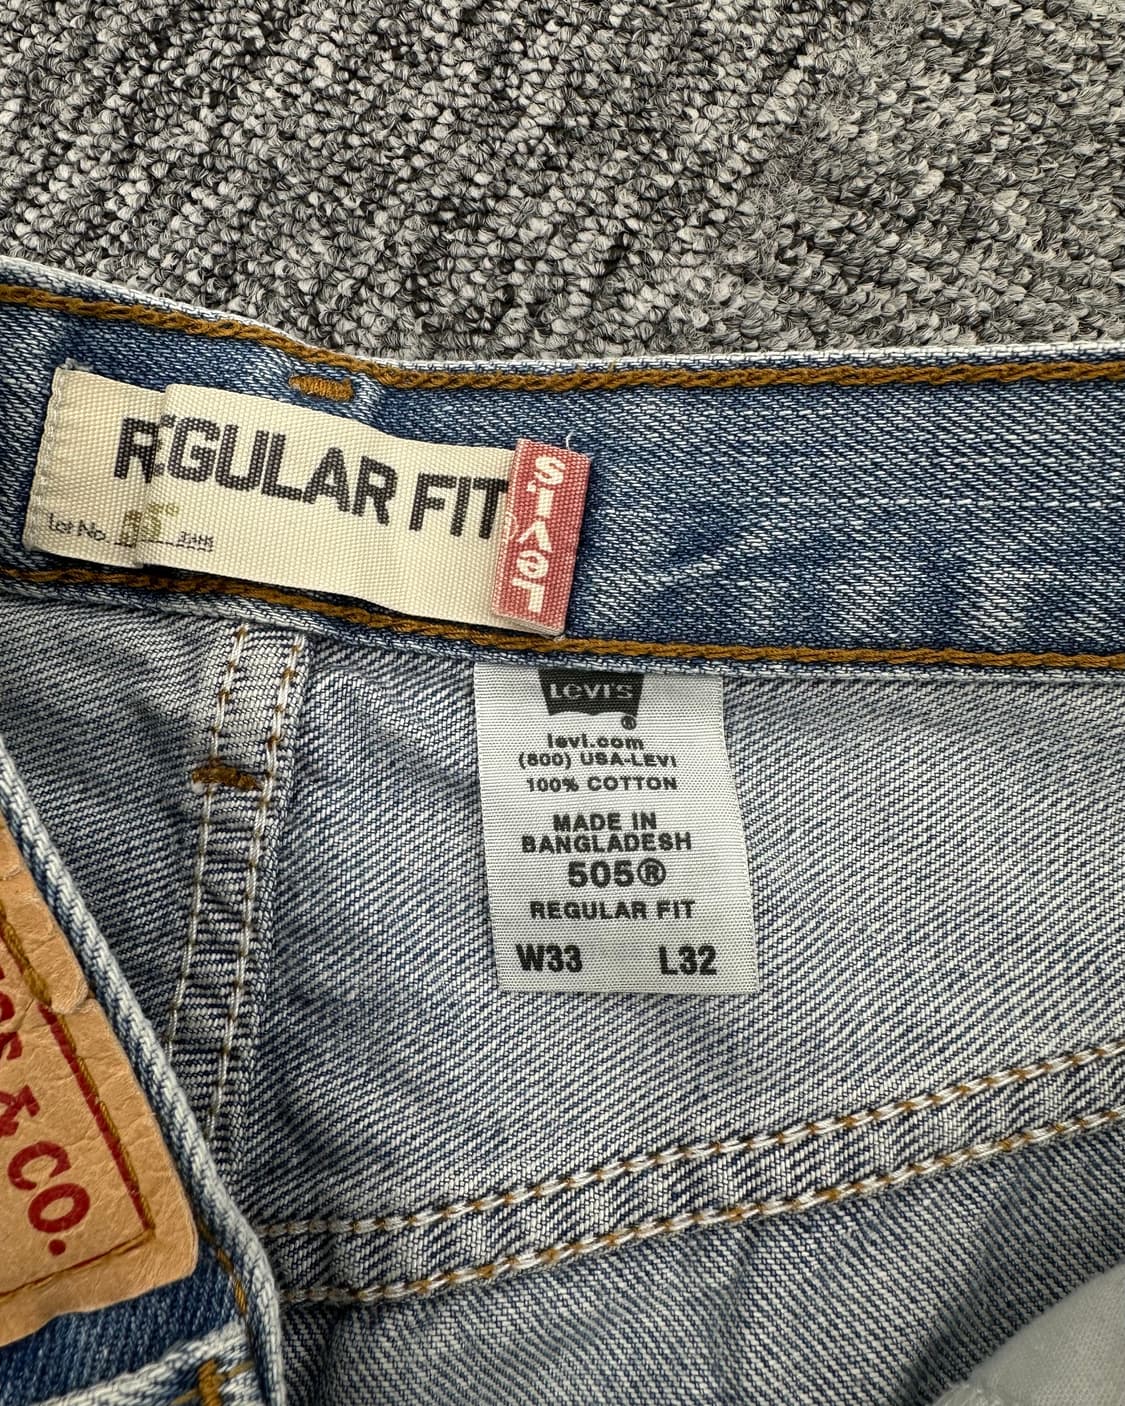 REGULAR FIT
Lot No.
JEANS
LEVI'S
LEVI'S
®
levi.com
(800) USA-LEVI
100% COTTON
MADE IN
BANGLADESH
505®
REGULAR FIT
W33 L32
& CO.